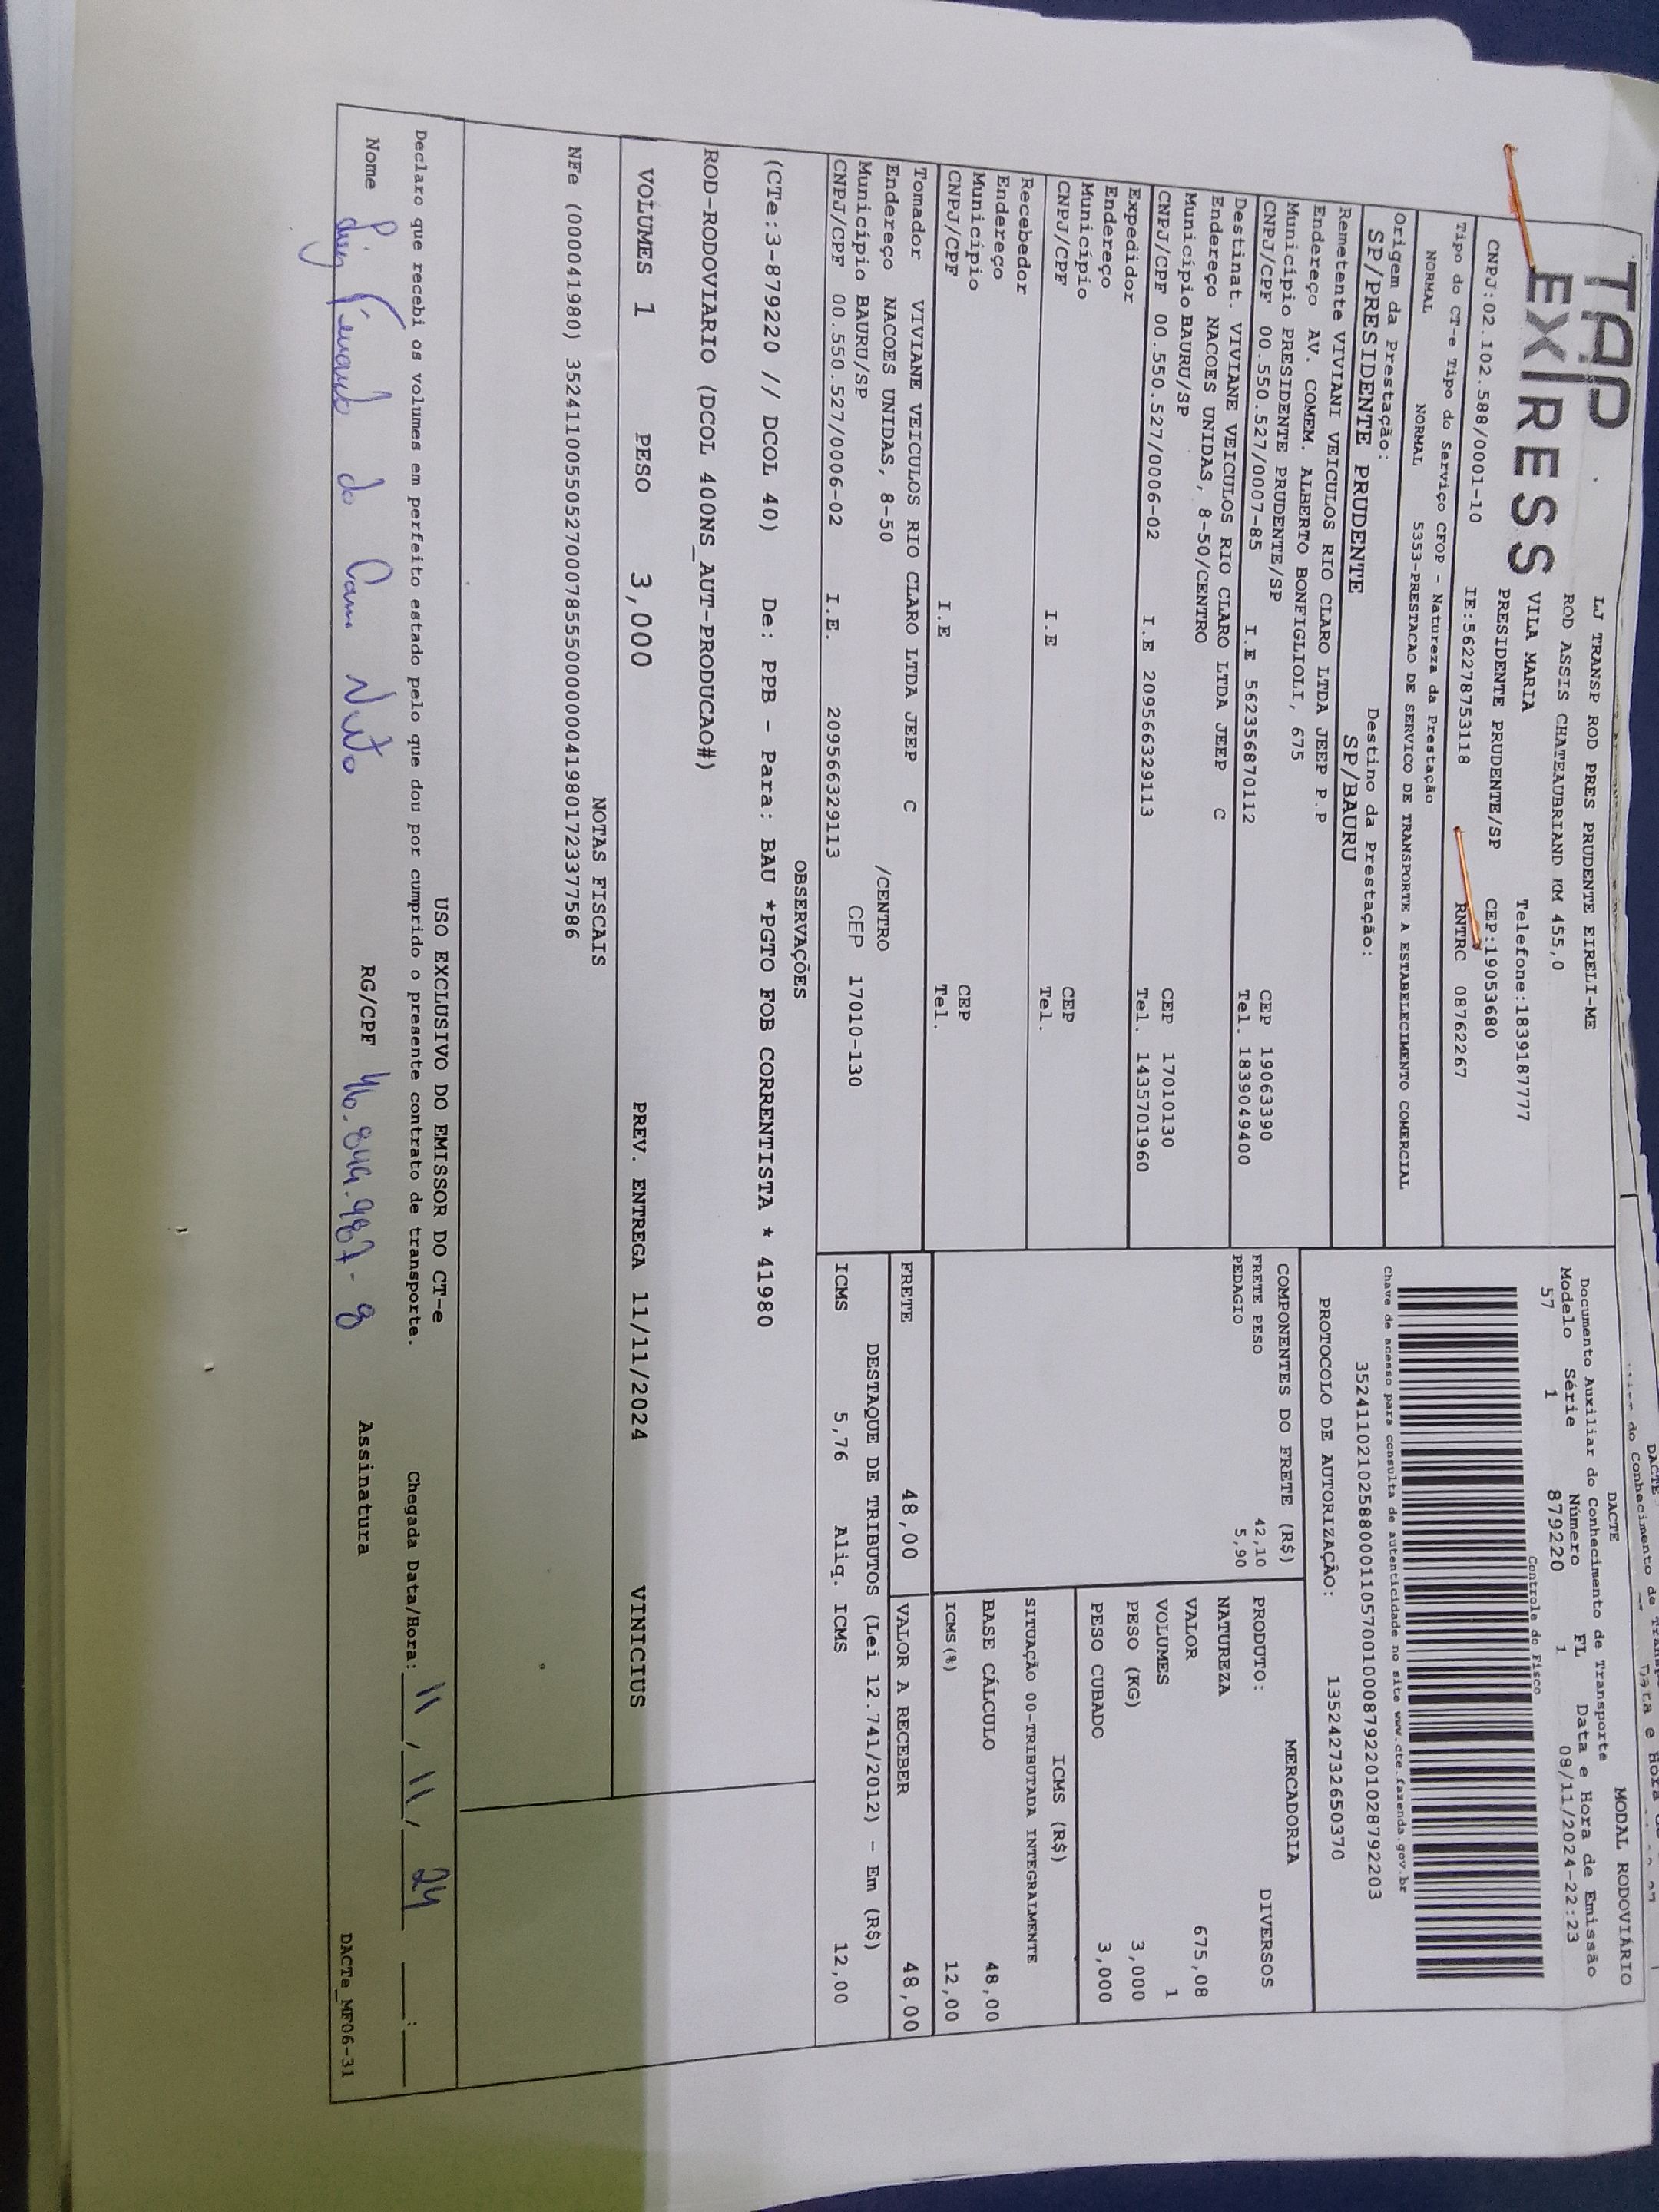 TAP
EXPRESS
LJ TRANSP ROD PRES PRUDENTE EIRELI-ME
ROD ASSIS CHATEAUBRIAND KM 455,0
VILA MARIA Telefone:1839187777
PRESIDENTE PRUDENTE/SP CEP:19053680
CNPJ:02.102.588/0001-10 IE:562278753118 RNTRC 08762267
Tipo do CT-e Tipo do Serviço CFOP - Natureza da Prestação
NORMAL NORMAL 5353-PRESTACAO DE SERVICO DE TRANSPORTE A ESTABELECIMENTO COMERCIAL
Origem da Prestação: Destino da Prestação:
SP/PRESIDENTE PRUDENTE SP/BAURU
Remetente VIVIANI VEICULOS RIO CLARO LTDA JEEP P.P
Endereço AV. COMEM. ALBERTO BONFIGLIOLI, 675
Município PRESIDENTE PRUDENTE/SP CEP 19063390
CNPJ/CPF 00.550.527/0007-85 I.E 562356870112 Tel. 1839049400
Destinat. VIVIANE VEICULOS RIO CLARO LTDA JEEP C
Endereço NACOES UNIDAS, 8-50/CENTRO
Município BAURU/SP CEP 17010130
CNPJ/CPF 00.550.527/0006-02 I.E 209566329113 Tel. 1435701960
Expedidor
Endereço
Município CEP
CNPJ/CPF I.E Tel.
Recebedor
Endereço
Município CEP
CNPJ/CPF I.E Tel.
Tomador VIVIANE VEICULOS RIO CLARO LTDA JEEP C
Endereço NACOES UNIDAS, 8-50 /CENTRO
Município BAURU/SP CEP 17010-130
CNPJ/CPF 00.550.527/0006-02 I.E. 209566329113
DACTE MODAL RODOVIÁRIO
Documento Auxiliar do Conhecimento de Transporte
Modelo Série Número FL Data e Hora de Emissão
57 1 879220 1 08/11/2024-22:23
Controle do Fisco
Chave de acesso para consulta de autenticidade no site www.cte.fazenda.gov.br
35241102102588000110570010008792201028792203
PROTOCOLO DE AUTORIZAÇÃO: 135242732650370
COMPONENTES DO FRETE (R$)
FRETE PESO 42,10
PEDAGIO 5,90
MERCADORIA
PRODUTO: DIVERSOS
NATUREZA
VALOR 675,08
VOLUMES 1
PESO (KG) 3,000
PESO CUBADO 3,000
ICMS (R$)
SITUAÇÃO 00-TRIBUTADA INTEGRALMENTE
BASE CÁLCULO 48,00
ICMS(%) 12,00
FRETE 48,00 VALOR A RECEBER 48,00
DESTAQUE DE TRIBUTOS (Lei 12.741/2012) - Em (R$)
ICMS 5,76 Aliq. ICMS 12,00
OBSERVAÇÕES
(CTe:3-879220 // DCOL 40) De: PPB - Para: BAU *PGTO FOB CORRENTISTA * 41980
ROD-RODOVIARIO (DCOL 400NS_AUT-PRODUCAO#)
VOLUMES 1 PESO 3,000 PREV. ENTREGA 11/11/2024 VINICIUS
NOTAS FISCAIS
NFe (000041980) 35241100550527000785550000000419801723377586
USO EXCLUSIVO DO EMISSOR DO CT-e
Declaro que recebi os volumes em perfeito estado pelo que dou por cumprido o presente contrato de transporte. Chegada Data/Hora: 11/11/24 __:__
Nome RG/CPF 46.849.987-8 Assinatura
DACTe_MF06-31